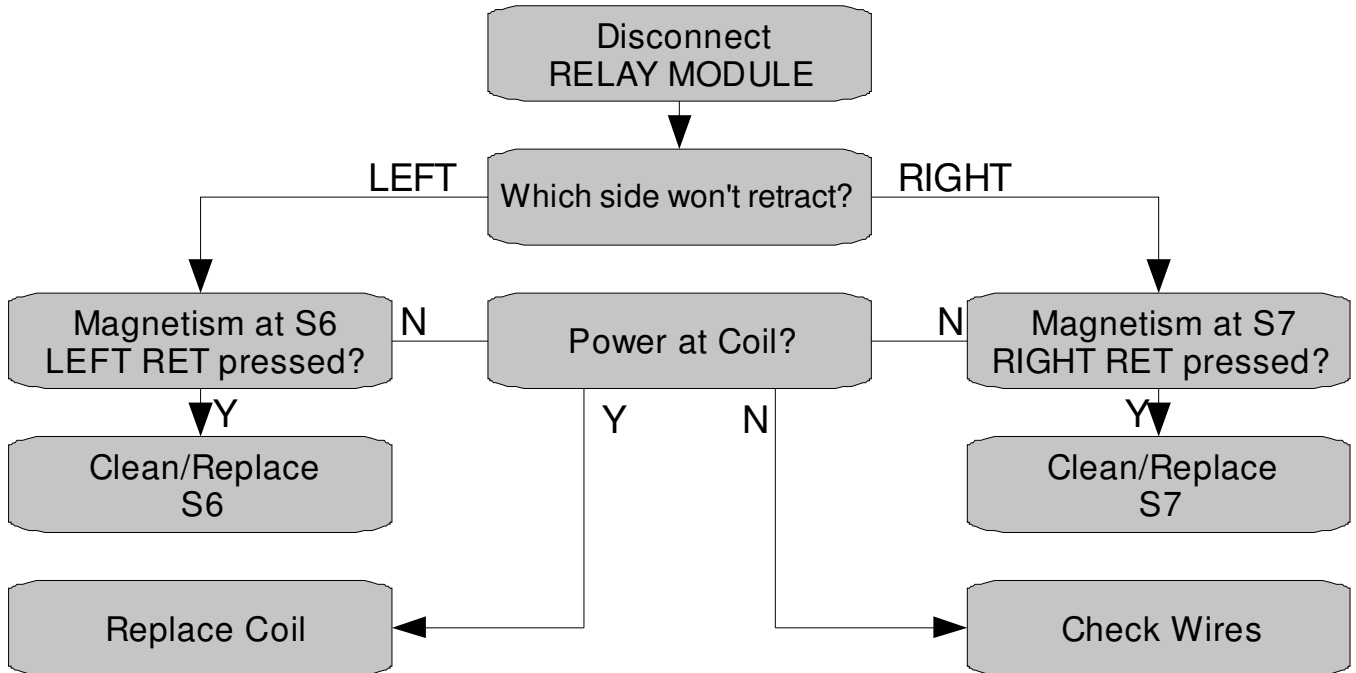 Disconnect
RELAY MODULE
LEFT
Which side won't retract?
RIGHT
Magnetism at S6
LEFT RET pressed?
N
Power at Coil?
N
Magnetism at S7
RIGHT RET pressed?
Y
Y
N
Y
Clean/Replace
S6
Clean/Replace
S7
Replace Coil
Check Wires